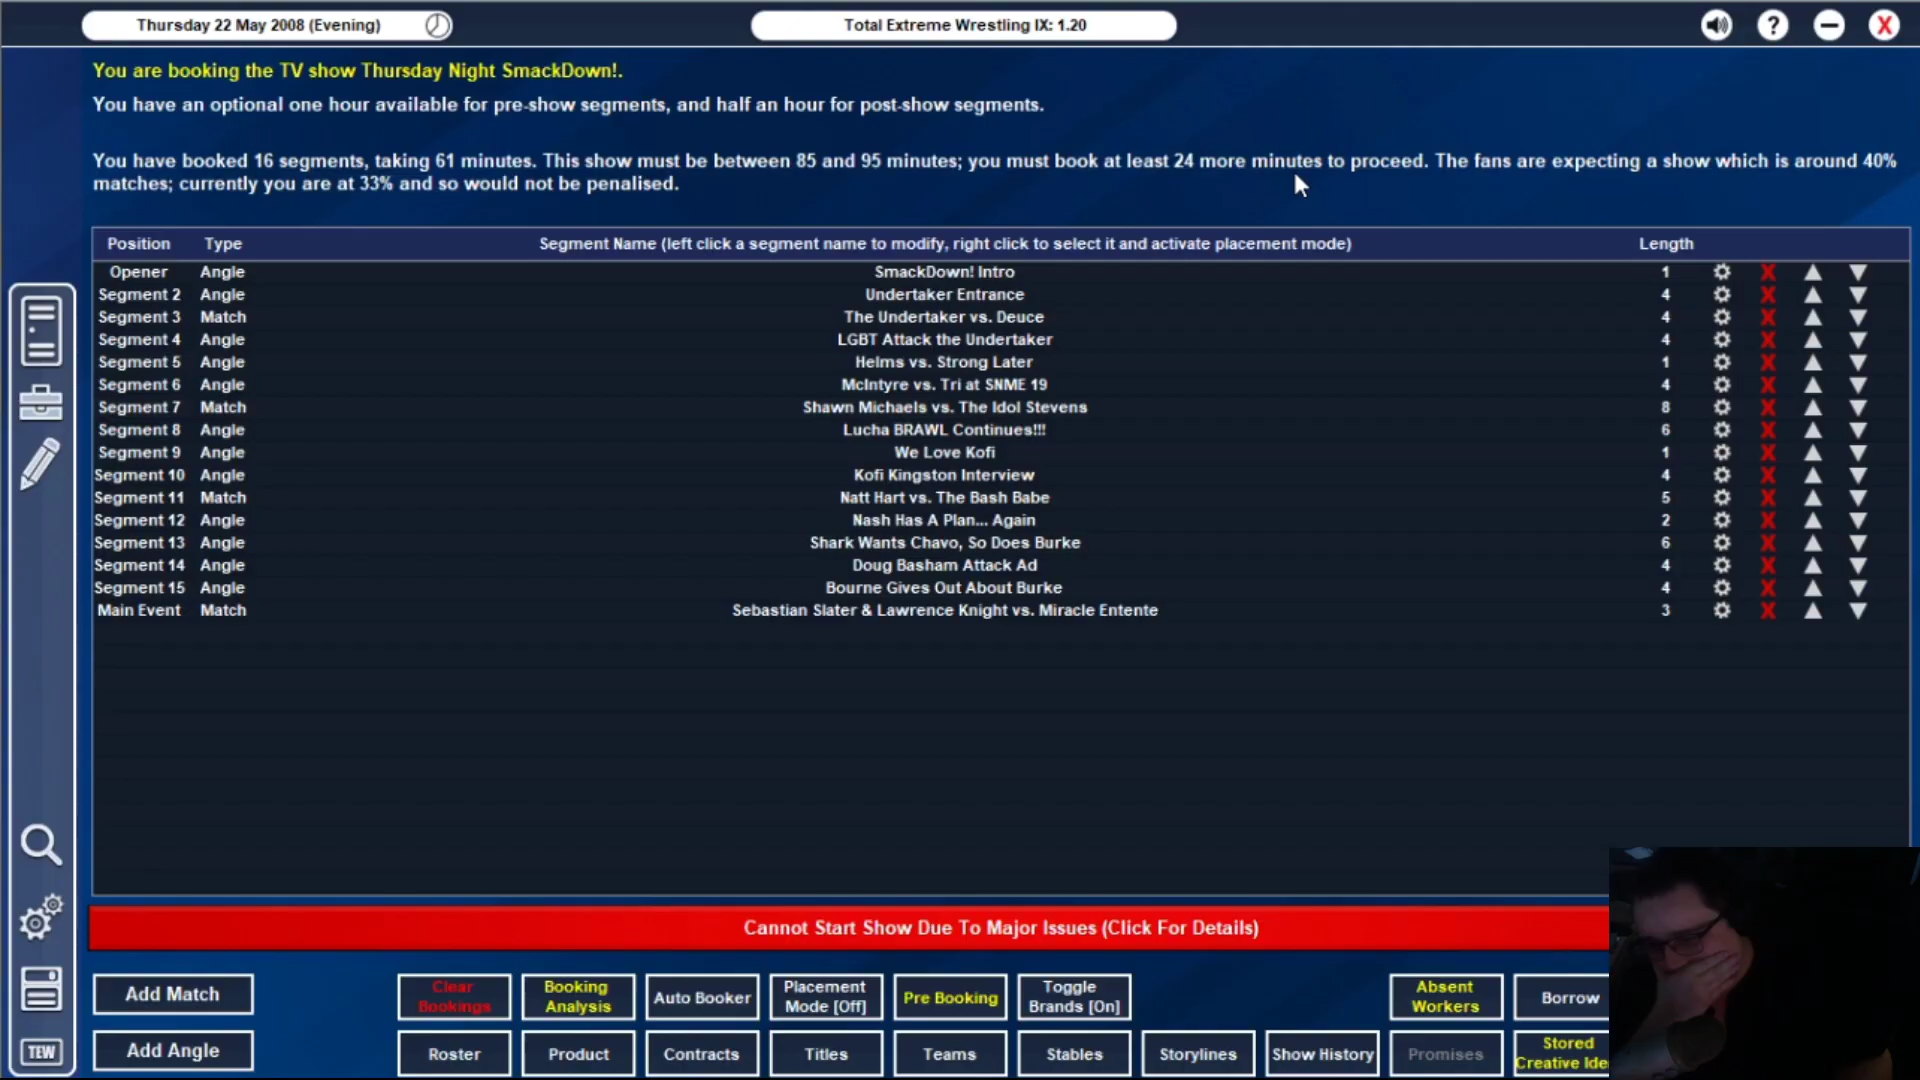 Thursday 22 May 2008 (Evening)
Total Extreme Wrestling IX: 1.20
?
X
You are booking the TV show Thursday Night SmackDown!.
You have an optional one hour available for pre-show segments, and half an hour for post-show segments.
You have booked 16 segments, taking 61 minutes. This show must be between 85 and 95 minutes; you must book at least 24 more minutes to proceed. The fans are expecting a show which is around 40%
matches; currently you are at 33% and so would not be penalised.
Position Type Segment Name (left click a segment name to modify, right click to select it and activate placement mode) Length
Opener Angle SmackDown! Intro 1 X
Segment 2 Angle Undertaker Entrance 4 X
Segment 3 Match The Undertaker vs. Deuce 4 X
Segment 4 Angle LGBT Attack the Undertaker 4 X
Segment 5 Angle Helms vs. Strong Later 1 X
Segment 6 Angle McIntyre vs. Tri at SNME 19 4 X
Segment 7 Match Shawn Michaels vs. The Idol Stevens 8 X
Segment 8 Angle Lucha BRAWL Continues!!! 6 X
Segment 9 Angle We Love Kofi 1 X
Segment 10 Angle Kofi Kingston Interview 4 X
Segment 11 Match Natt Hart vs. The Bash Babe 5 X
Segment 12 Angle Nash Has A Plan... Again 2 X
Segment 13 Angle Shark Wants Chavo, So Does Burke 6 X
Segment 14 Angle Doug Basham Attack Ad 4 X
Segment 15 Angle Bourne Gives Out About Burke 4 X
Main Event Match Sebastian Slater & Lawrence Knight vs. Miracle Entente 3 X
Cannot Start Show Due To Major Issues (Click For Details)
Add Match
Clear
Bookings
Booking
Analysis
Auto Booker
Placement
Mode [Off]
Pre Booking
Toggle
Brands [On]
Absent
Workers
Borrow
TEW
Add Angle
Roster
Product
Contracts
Titles
Teams
Stables
Storylines
Show History
Promises
Stored
Creative Ide